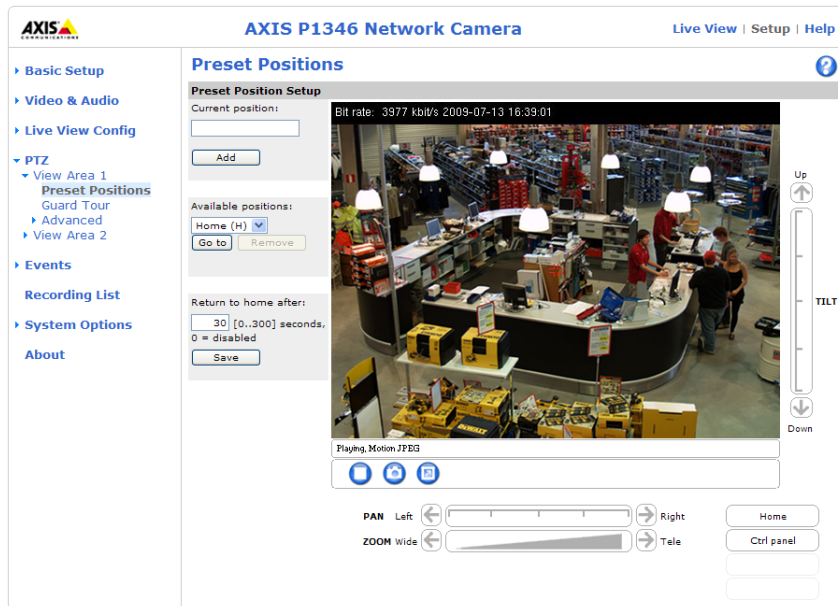 AXIS
COMMUNICATIONS
AXIS P1346 Network Camera
Live View | Setup | Help
Basic Setup
Video & Audio
Live View Config
PTZ
View Area 1
Preset Positions
Guard Tour
Advanced
View Area 2
Events
Recording List
System Options
About
Preset Positions
?
Preset Position Setup
Current position:
Add
Available positions:
Home (H)
Go to Remove
Return to home after:
30 [0..300] seconds,
0 = disabled
Save
Bit rate: 3977 kbit/s 2009-07-13 16:39:01
DEWALT
Playing, Motion JPEG
Up
TILT
Down
PAN Left Right
ZOOM Wide Tele
Home
Ctrl panel